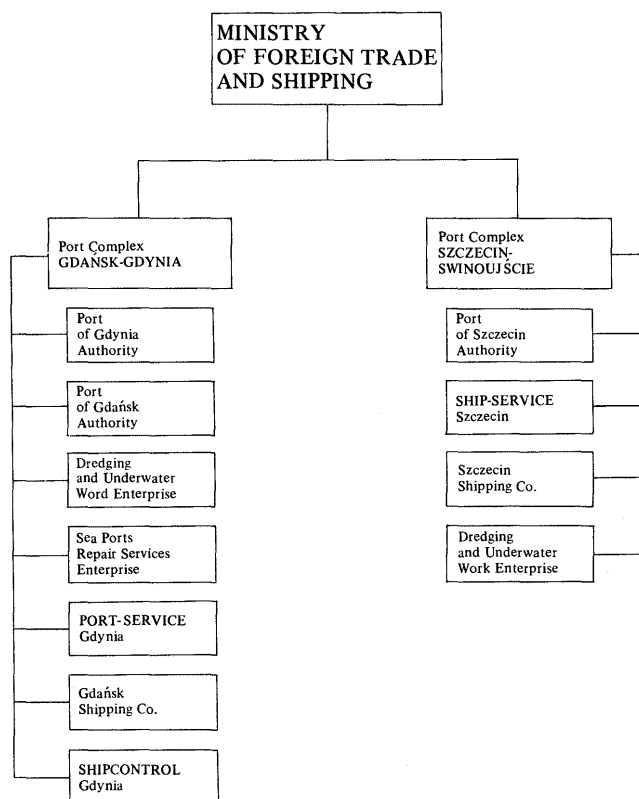 MINISTRY
OF FOREIGN TRADE
AND SHIPPING
Port Complex
GDAŃSK-GDYNIA
Port
of Gdynia
Authority
Port
of Gdańsk
Authority
Dredging
and Underwater
Word Enterprise
Sea Ports
Repair Services
Enterprise
PORT-SERVICE
Gdynia
Gdańsk
Shipping Co.
SHIPCONTROL
Gdynia
Port Complex
SZCZECIN-
SWINOUJŚCIE
Port
of Szczecin
Authority
SHIP-SERVICE
Szczecin
Szczecin
Shipping Co.
Dredging
and Underwater
Work Enterprise